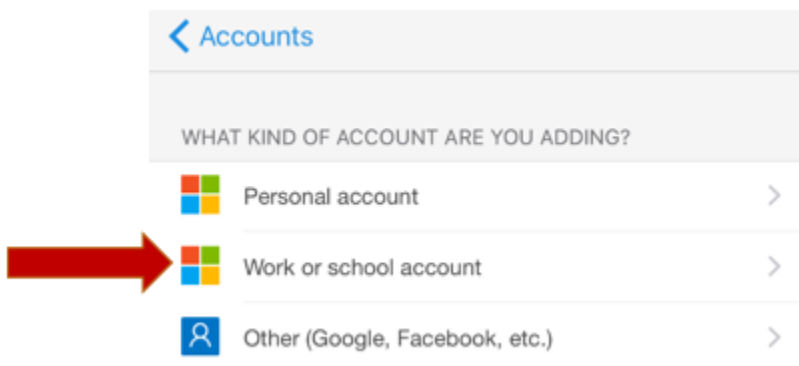 Accounts
WHAT KIND OF ACCOUNT ARE YOU ADDING?
Personal account
Work or school account
Other (Google, Facebook, etc.)